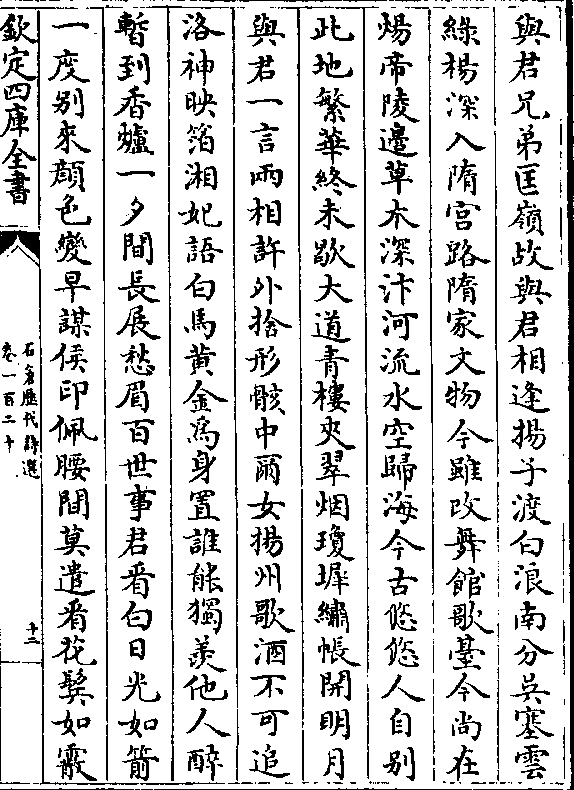 與君兄弟匡嶺故與君相逢揚子渡白浪南分吳塞雲
綠楊深入隋宫路隋家文物今雖改舞館歌臺今尚在
煬帝陵邉草木深汴河流水空歸海今古悠悠人自别
此地繁華終未歇大道青樓夾翠烟瓊墀繡帳開明月
與君一言兩相許外捨形骸中爾女揚州歌酒不可追
洛神映箔湘妃語白馬黄金為身置誰能獨羨他人醉
暫到香爐一夕間長展愁眉百世事君看白日光如箭
一度别來顔色變早謀侯印佩腰間莫遣看花鬂如霰
欽定四庫全書
石倉歴代詩選
卷一百二十
十二